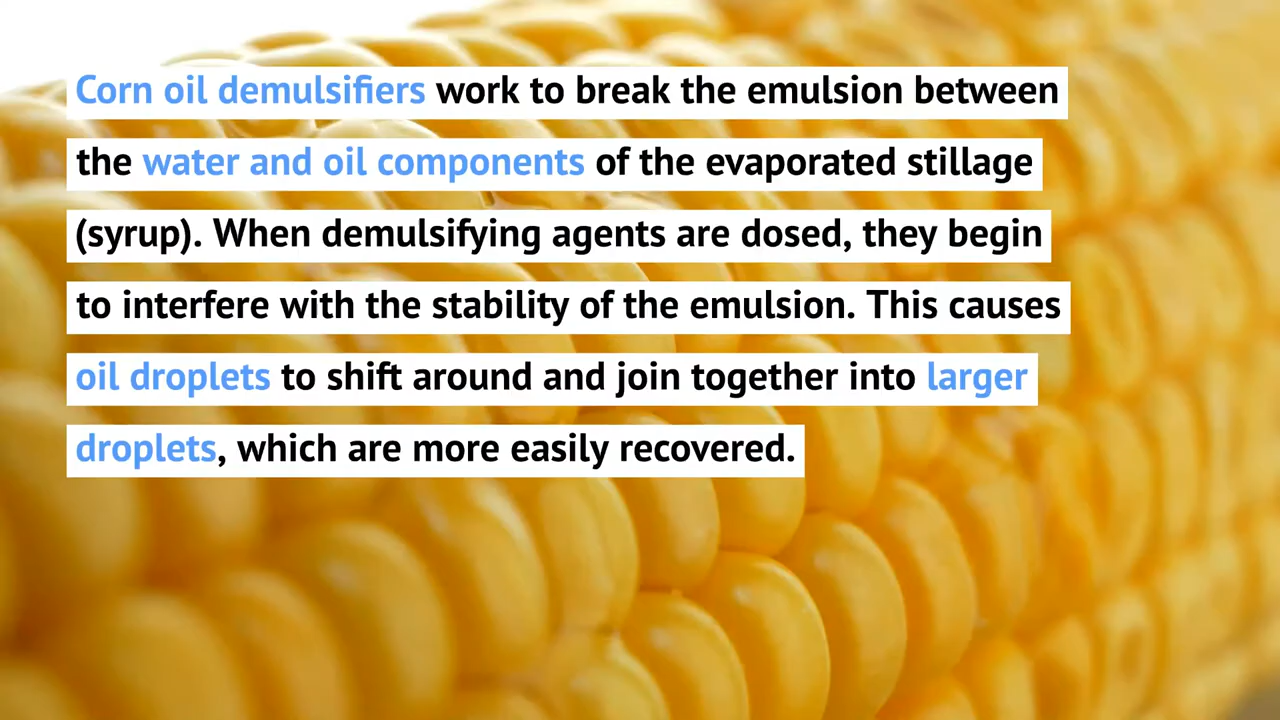 Corn oil demulsifiers work to break the emulsion between
the water and oil components of the evaporated stillage
(syrup). When demulsifying agents are dosed, they begin
to interfere with the stability of the emulsion. This causes
oil droplets to shift around and join together into larger
droplets, which are more easily recovered.